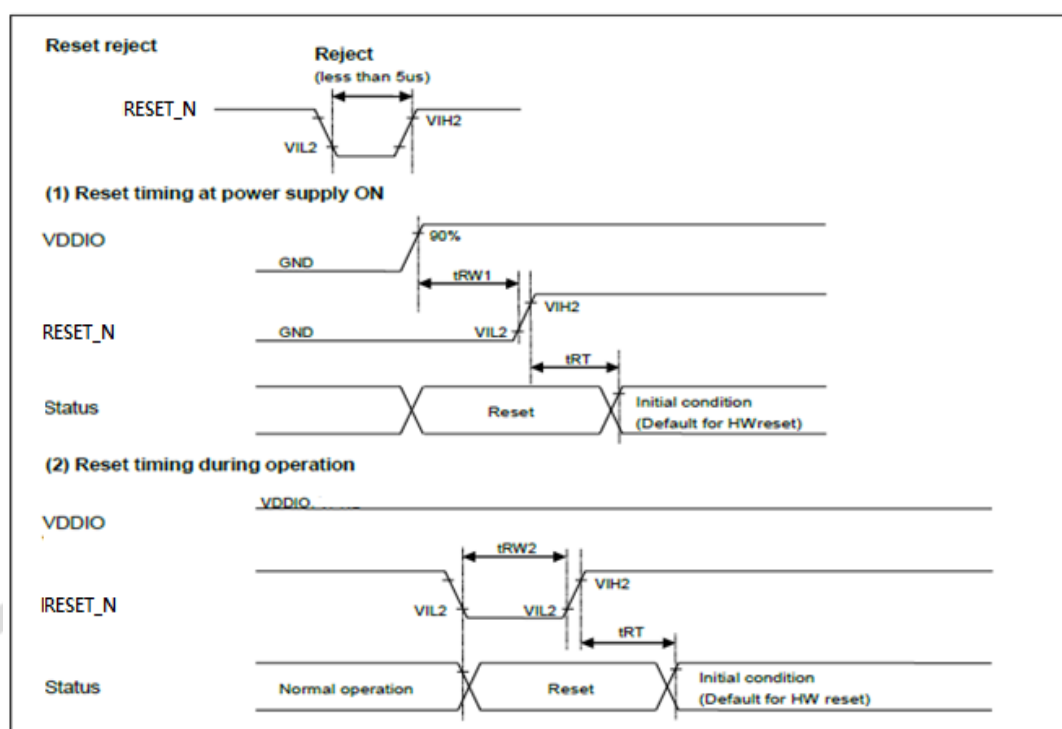 Reset reject
Reject
(less than 5us)
RESET_N
VIH2
VIL2
(1) Reset timing at power supply ON
VDDIO
90%
GND
tRW1
VIH2
RESET_N
GND
VIL2
tRT
Status
Reset
Initial condition
(Default for HWreset)
(2) Reset timing during operation
VDDIO
VDDIO
tRW2
VIH2
RESET_N
VIL2
VIL2
tRT
Status
Normal operation
Reset
Initial condition
(Default for HW reset)